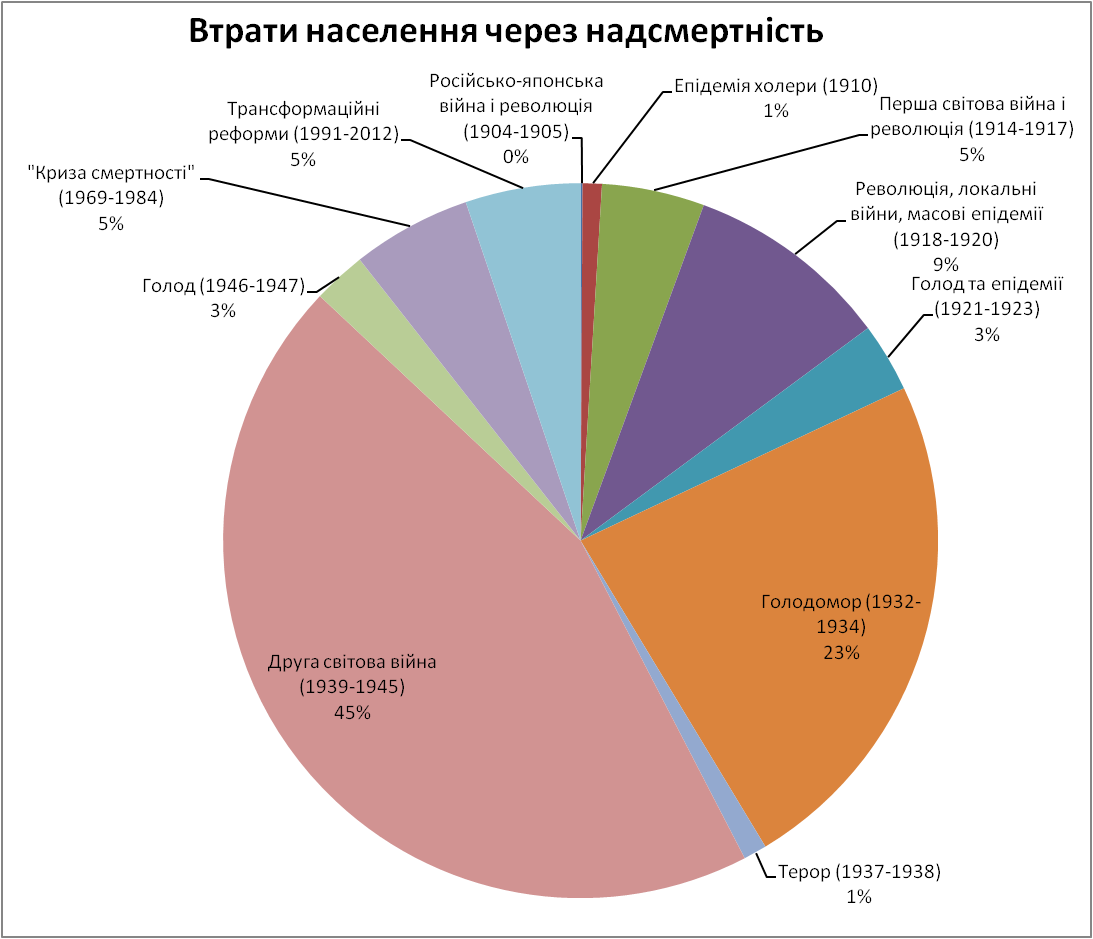 Втрати населення через надсмертність
Російсько-японська
війна і революція
(1904-1905)
0%
Епідемія холери (1910)
1%
Перша світова війна і
революція (1914-1917)
5%
Революція, локальні
війни, масові епідемії
(1918-1920)
9%
Голод та епідемії
(1921-1923)
3%
Голодомор (1932-
1934)
23%
Терор (1937-1938)
1%
Друга світова війна
(1939-1945)
45%
Голод (1946-1947)
3%
"Криза смертності"
(1969-1984)
5%
Трансформаційні
реформи (1991-2012)
5%